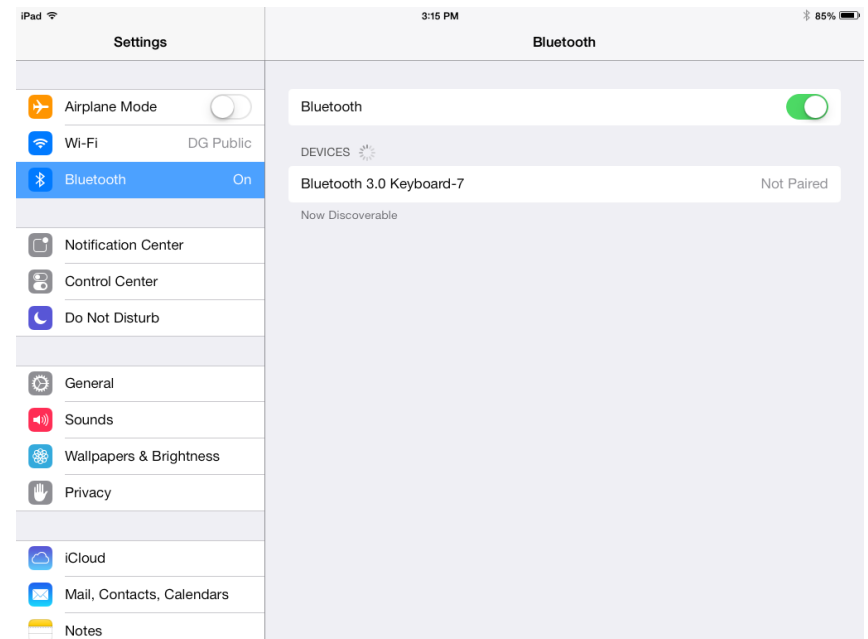 iPad 3:15 PM 85%
Settings
Bluetooth
Airplane Mode
Wi-Fi DG Public
Bluetooth On
Notification Center
Control Center
Do Not Disturb
General
Sounds
Wallpapers & Brightness
Privacy
iCloud
Mail, Contacts, Calendars
Notes
Bluetooth
DEVICES
Bluetooth 3.0 Keyboard-7 Not Paired
Now Discoverable